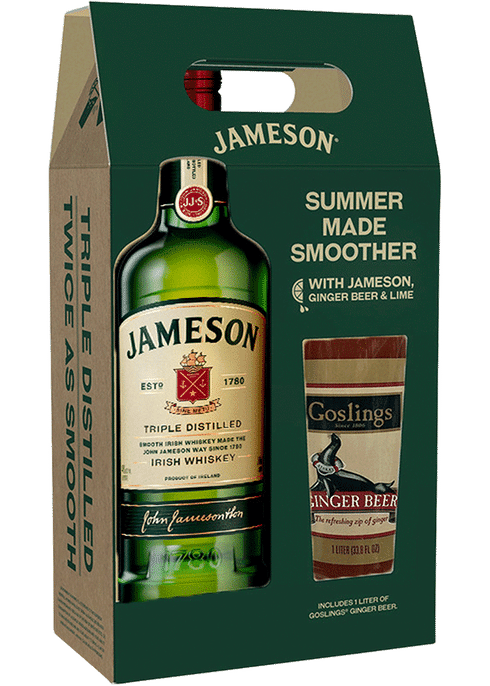 JAMESON®
SUMMER
MADE
SMOOTHER
WITH JAMESON,
GINGER BEER & LIME
JJ&S
JAMESON
ESTD 1780
SINE METU
TRIPLE DISTILLED
SMOOTH IRISH WHISKEY MADE THE
JOHN JAMESON WAY SINCE 1780
IRISH WHISKEY
PRODUCT OF IRELAND
John Jameson & Son
1780
Goslings
Since 1806
GINGER BEER
The refreshing zip of ginger
1 LITER (33.8 FL OZ)
INCLUDES 1 LITER OF
GOSLINGS® GINGER BEER.
TRIPLE DISTILLED
TWICE AS SMOOTH